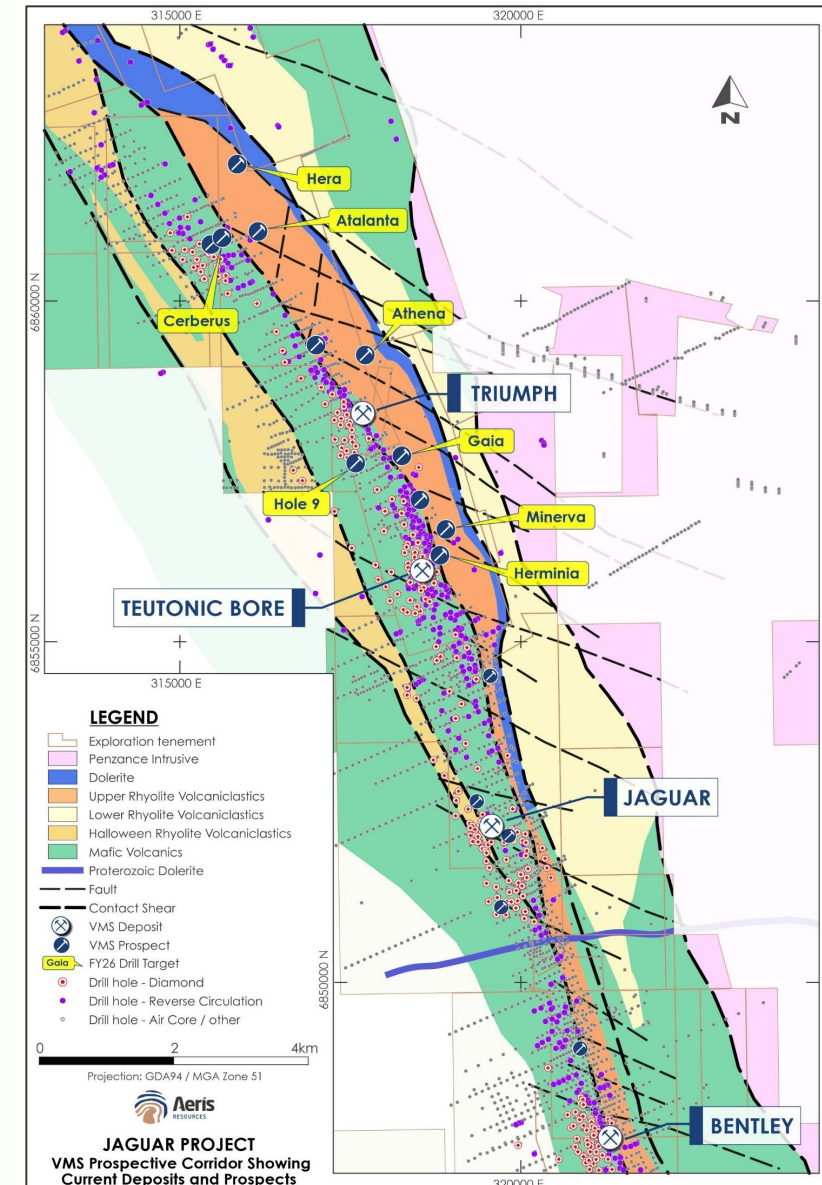 315000 E
320000 E
N
Hera
Atalanta
6860000 N
Cerberus
Athena
TRIUMPH
Gaia
Hole 9
Minerva
Herminia
TEUTONIC BORE
6855000 N
315000 E
LEGEND
Exploration tenement
Penzance Intrusive
Dolerite
Upper Rhyolite Volcaniclastics
Lower Rhyolite Volcaniclastics
Halloween Rhyolite Volcaniclastics
Mafic Volcanics
Proterozoic Dolerite
Fault
Contact Shear
VMS Deposit
VMS Prospect
Gaia FY26 Drill Target
Drill hole - Diamond
Drill hole - Reverse Circulation
Drill hole - Air Core / other
JAGUAR
6850000 N
0 2 4km
Projection: GDA94 / MGA Zone 51
Aeris
RESOURCES
BENTLEY
JAGUAR PROJECT
VMS Prospective Corridor Showing
Current Deposits and Prospects
320000 E